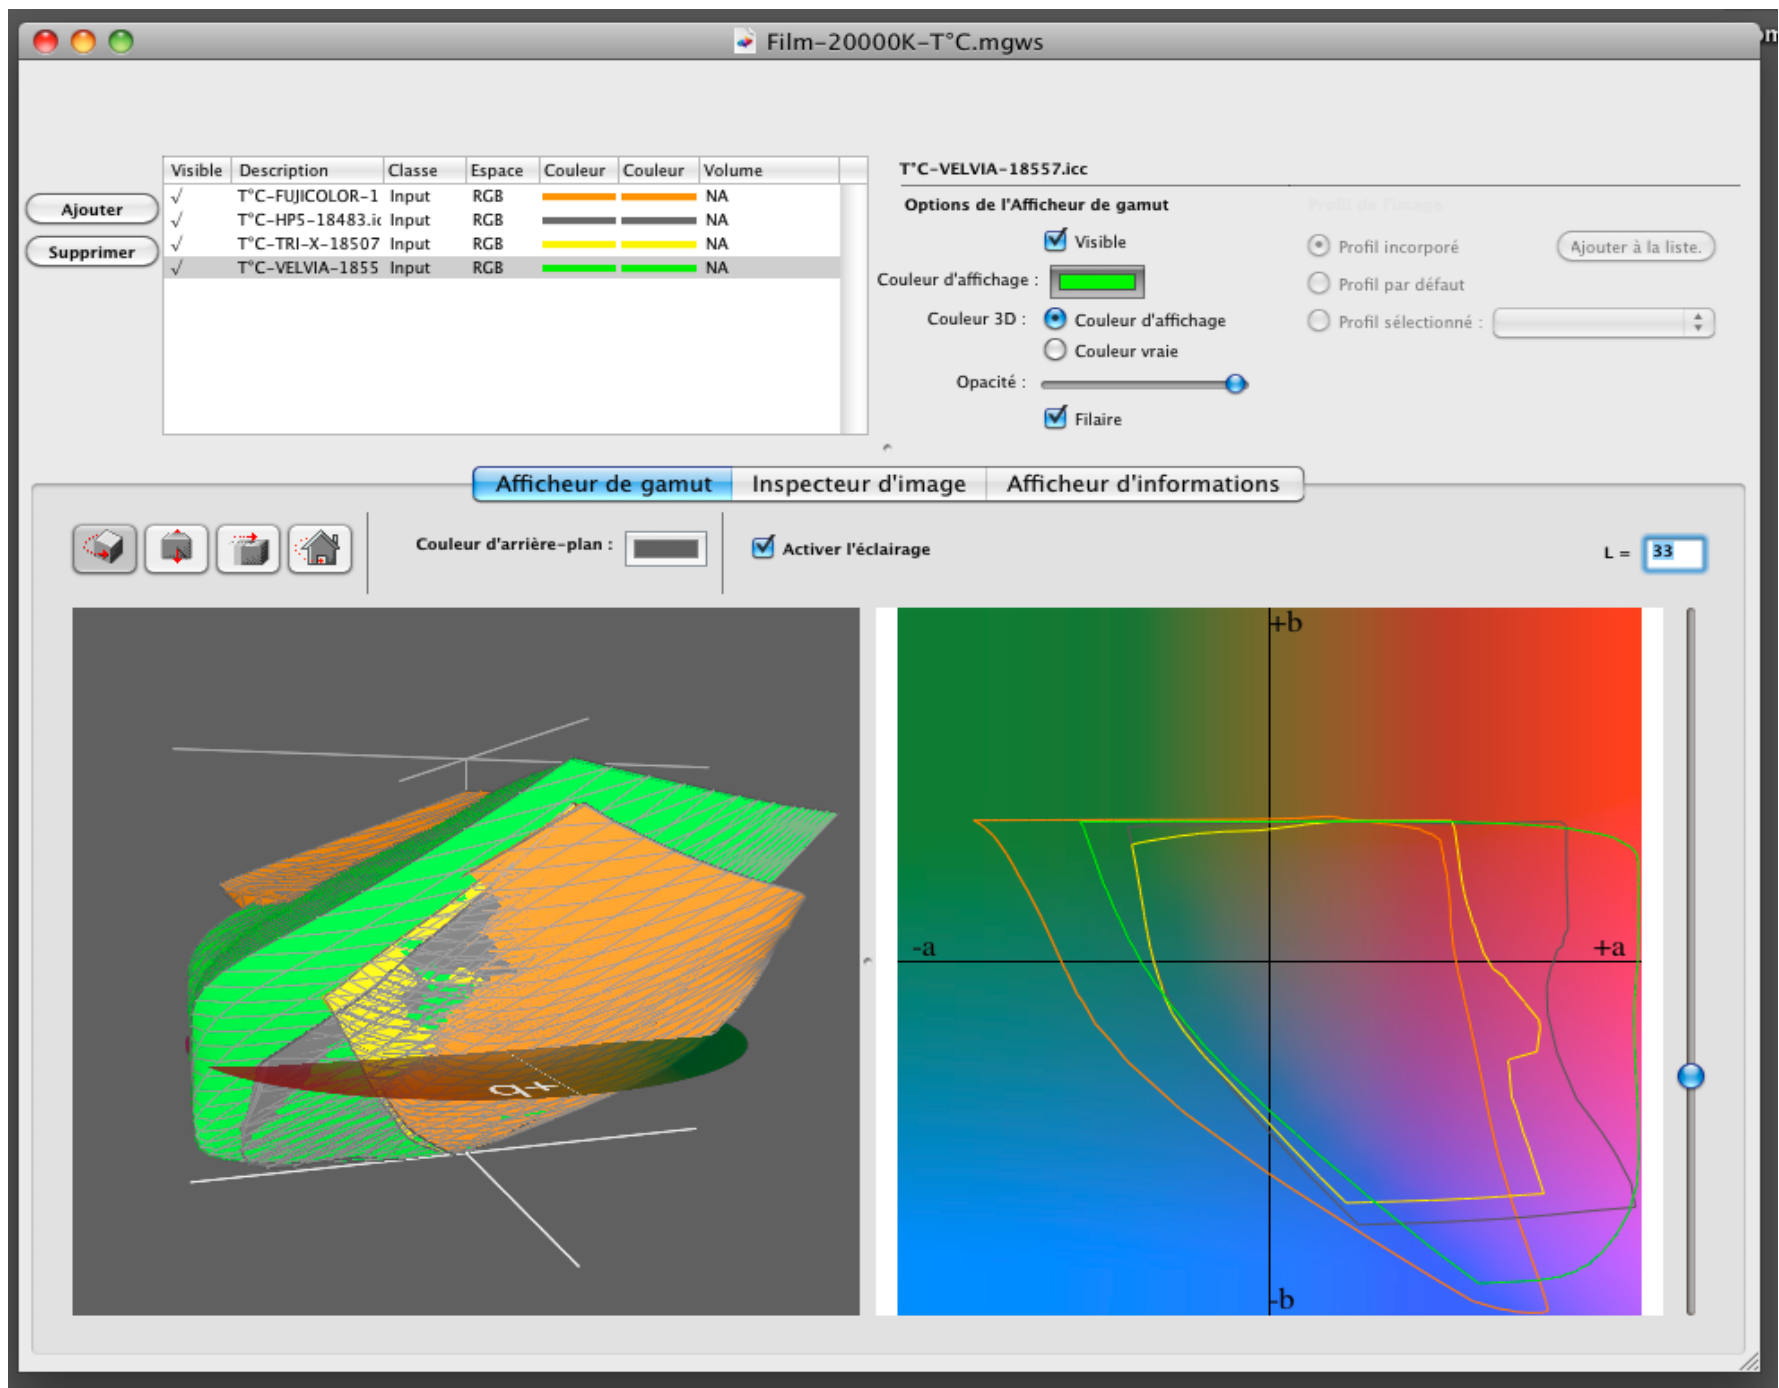 Film-20000K-T°C.mgws
Visible Description Classe Espace Couleur Couleur Volume
√ T°C-FUJICOLOR-1 Input RGB NA
√ T°C-HP5-18483.ic Input RGB NA
√ T°C-TRI-X-18507 Input RGB NA
√ T°C-VELVIA-1855 Input RGB NA
Ajouter
Supprimer
T°C-VELVIA-18557.icc
Options de l'Afficheur de gamut
Visible
Couleur d'affichage :
Couleur 3D : Couleur d'affichage
Couleur vraie
Opacité :
Filaire
Profil de l'image
Profil incorporé Ajouter à la liste.
Profil par défaut
Profil sélectionné :
Afficheur de gamut Inspecteur d'image Afficheur d'informations
Couleur d'arrière-plan : Activer l'éclairage L = 33
+b
-a +a
-b
+b